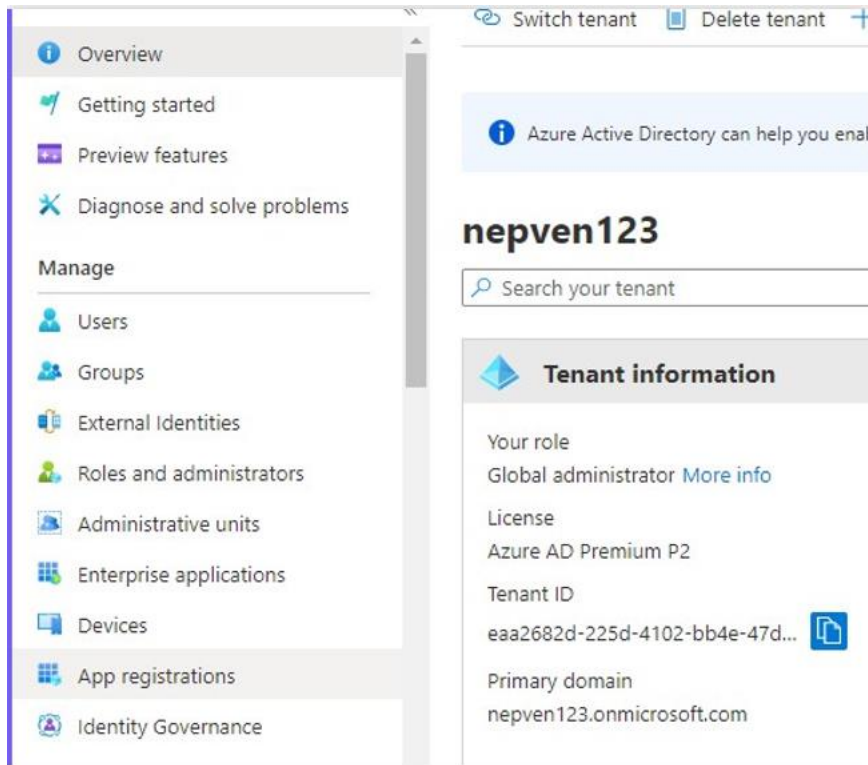 Overview
Getting started
Preview features
Diagnose and solve problems
Manage
Users
Groups
External Identities
Roles and administrators
Administrative units
Enterprise applications
Devices
App registrations
Identity Governance
Switch tenant Delete tenant
Azure Active Directory can help you enal
nepven123
Search your tenant
Tenant information
Your role
Global administrator More info
License
Azure AD Premium P2
Tenant ID
eaa2682d-225d-4102-bb4e-47d...
Primary domain
nepven123.onmicrosoft.com